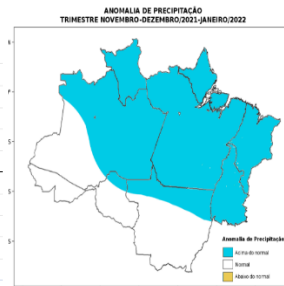 ANOMALIA DE PRECIPITAÇÃO
TRIMESTRE NOVEMBRO-DEZEMBRO/2021-JANEIRO/2022
Anomalia de Precipitação
Acima do normal
Normal
Abaixo do normal